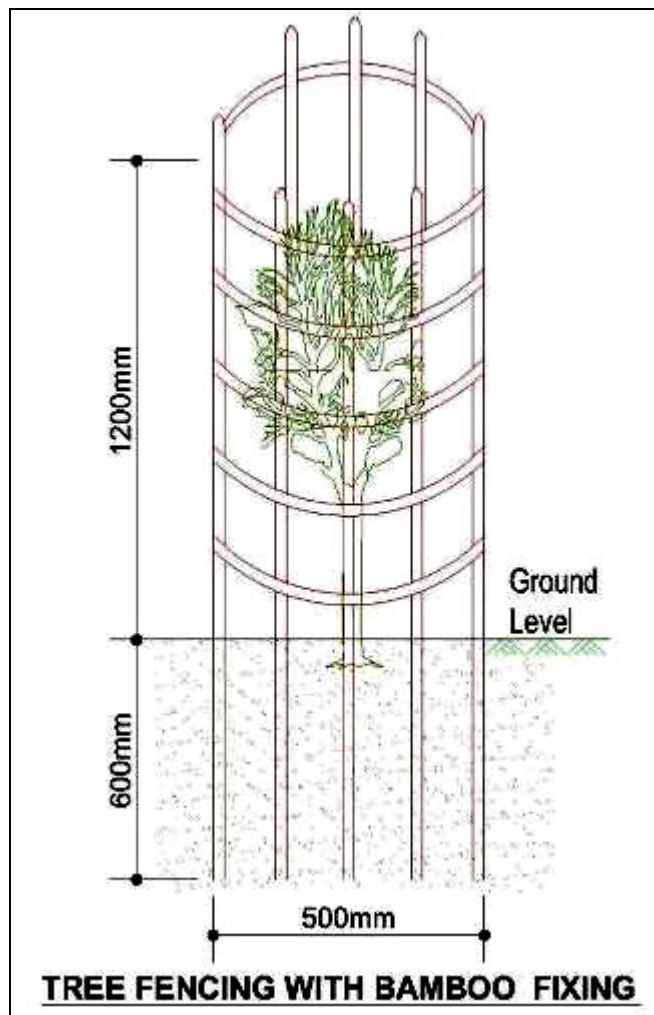 1200mm
Ground
Level
600mm
500mm
TREE FENCING WITH BAMBOO FIXING